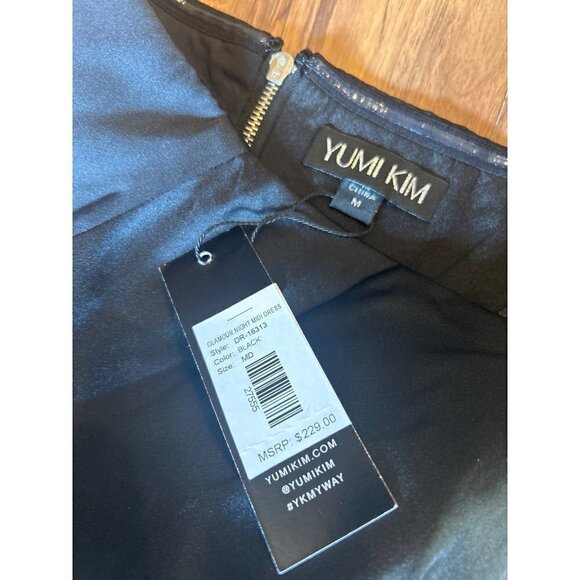 YUMI KIM
CHINA
M
GLAMOUR NIGHT MIDI DRESS
Style: DR-16313
Color: BLACK
Size: MD
27555
MSRP: $229.00
YUMIKIM.COM
@YUMIKIM
#YKMYWAY